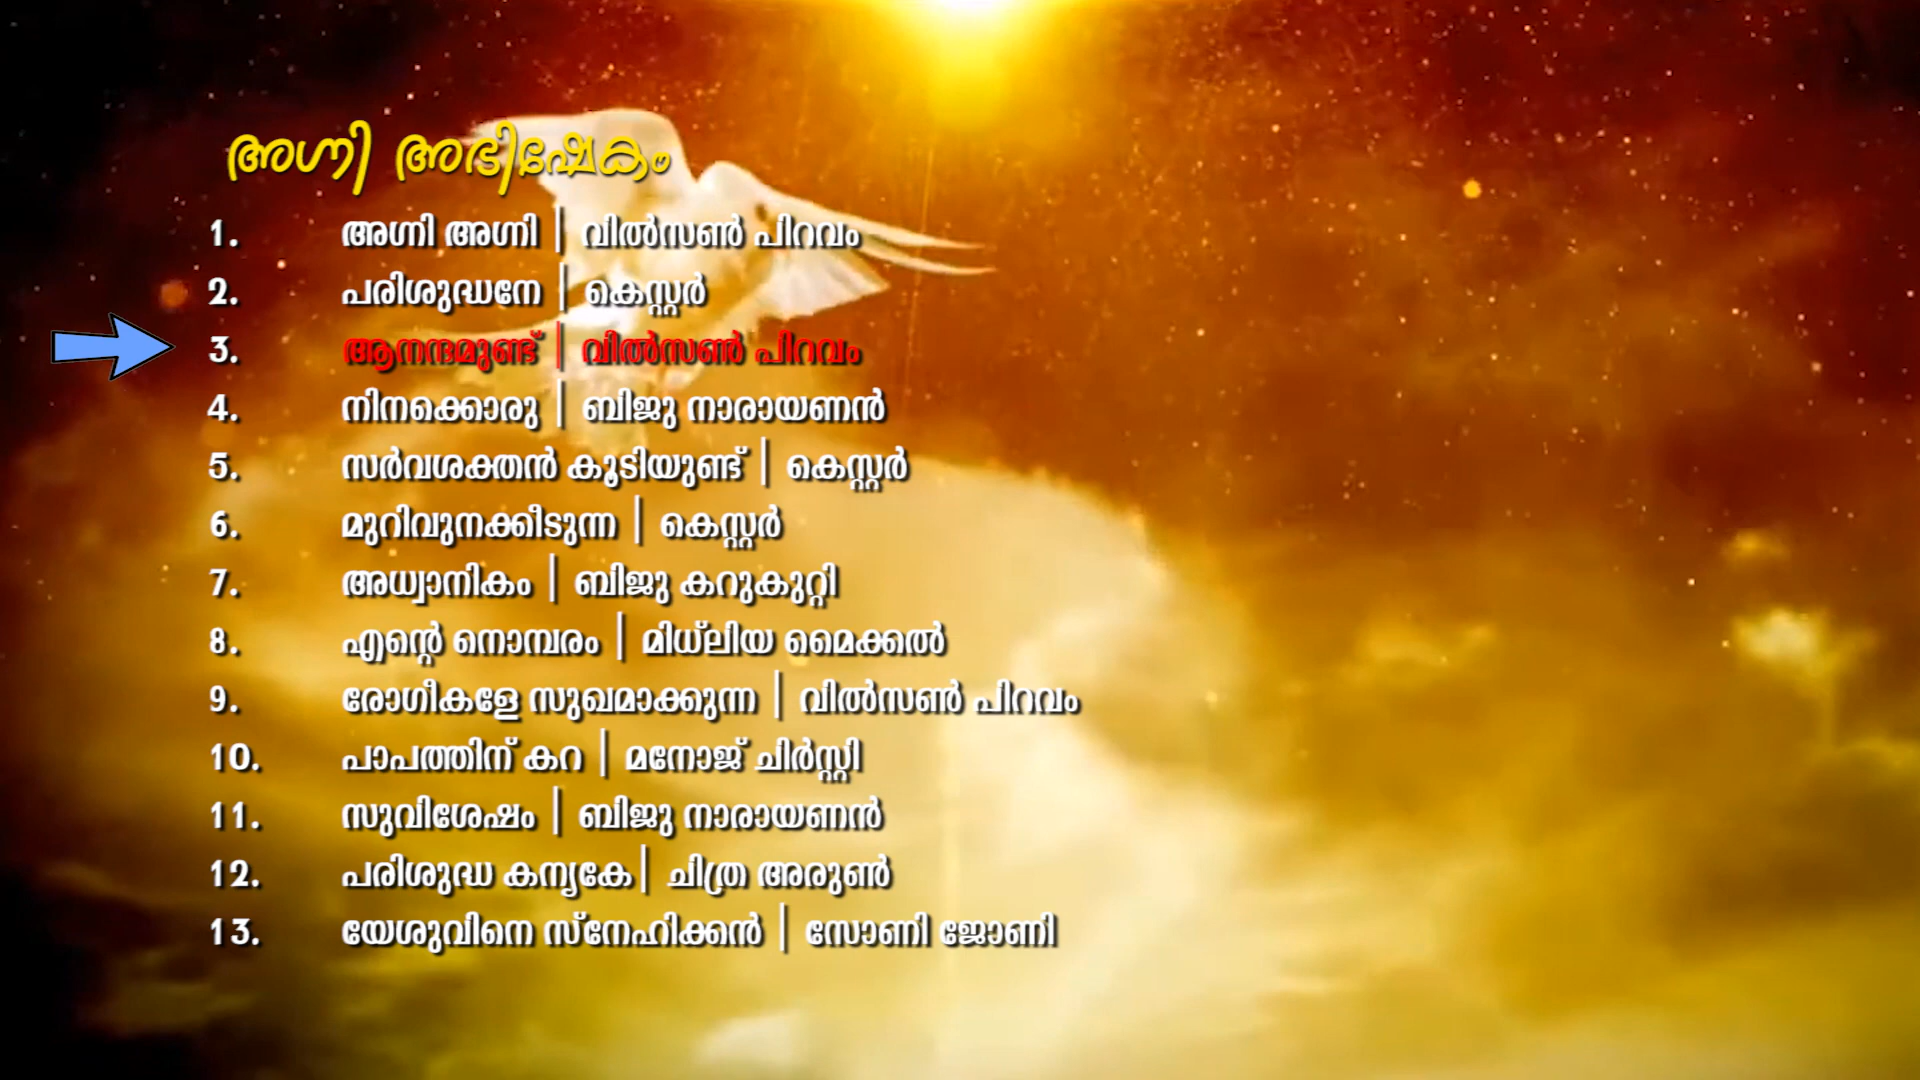 അഗ്നി അഭിഷേകം
1. അഗ്നി അഗ്നി | വിൽസൺ പിറവം
2. പരിശുദ്ധനേ | കെസ്റ്റർ
3. ആനന്ദമുണ്ട് | വിൽസൺ പിറവം
4. നിനക്കൊരു | ബിജു നാരായണൻ
5. സർവശക്തൻ കൂടിയുണ്ട് | കെസ്റ്റർ
6. മുറിവുനക്കീടുന്ന | കെസ്റ്റർ
7. അധ്വാനികം | ബിജു കറുകുറ്റി
8. എന്റെ നൊമ്പരം | മിധ്‌ലിയ മൈക്കൽ
9. രോഗീകളേ സുഖമാക്കുന്ന | വിൽസൺ പിറവം
10. പാപത്തിന് കറ | മനോജ് ചിർസ്റ്റി
11. സുവിശേഷം | ബിജു നാരായണൻ
12. പരിശുദ്ധ കന്യകേ | ചിത്ര അരുൺ
13. യേശുവിനെ സ്നേഹിക്കൻ | സോണി ജോണി